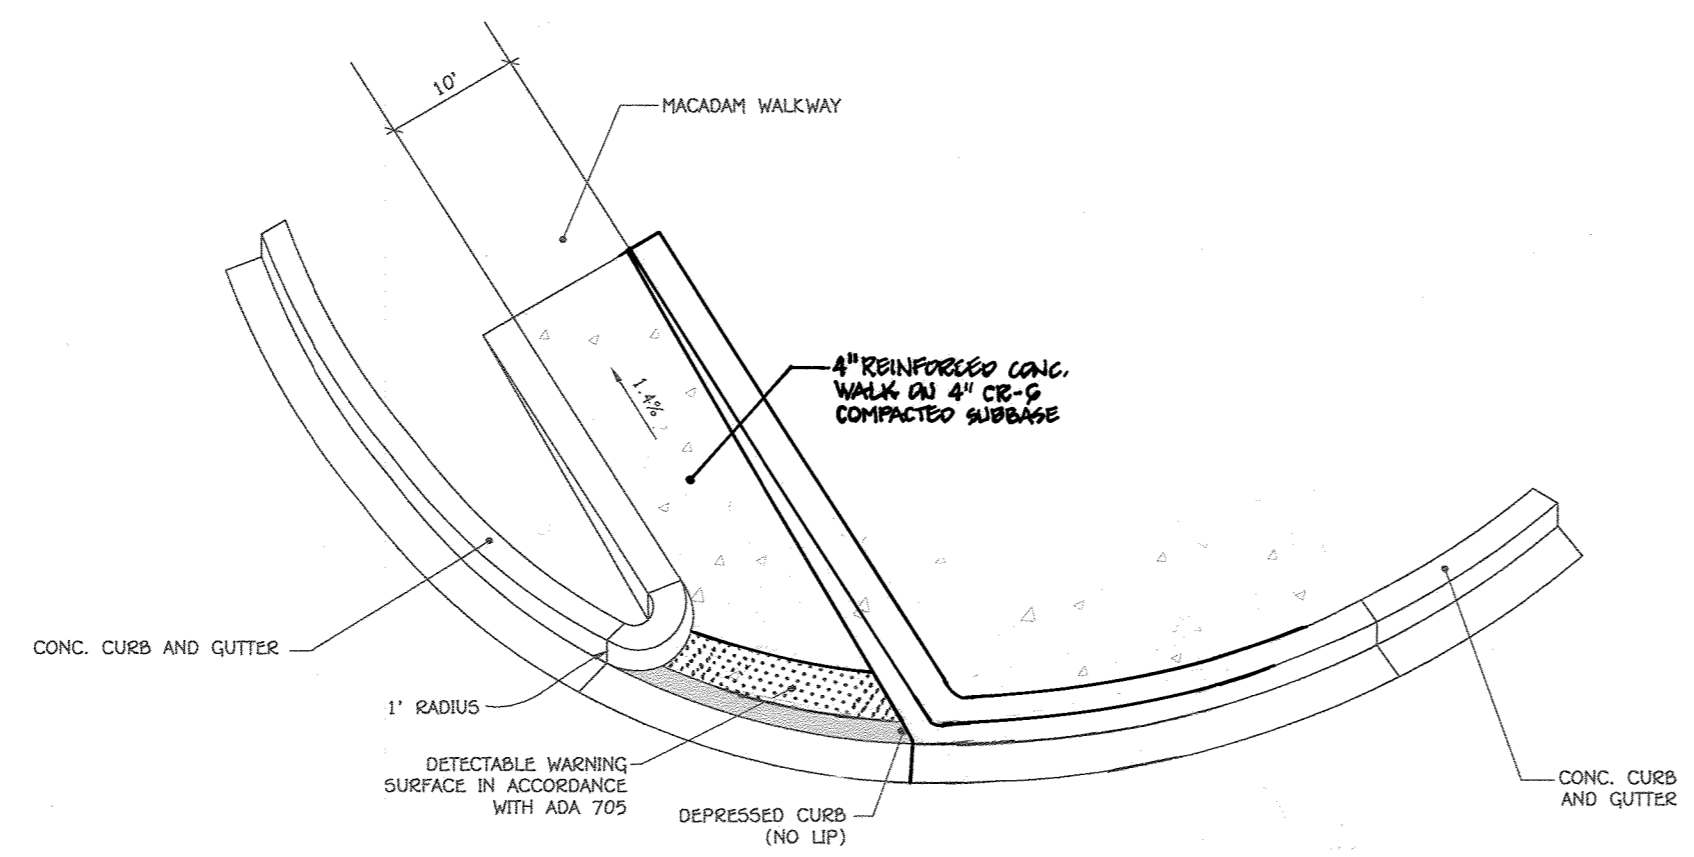 10'
MACADAM WALKWAY
4" REINFORCED CONC.
WALK ON 4" CR-6
COMPACTED SUBBASE
1.4%
CONC. CURB AND GUTTER
1' RADIUS
DETECTABLE WARNING
SURFACE IN ACCORDANCE
WITH ADA 705
DEPRESSED CURB
(NO LIP)
CONC. CURB
AND GUTTER